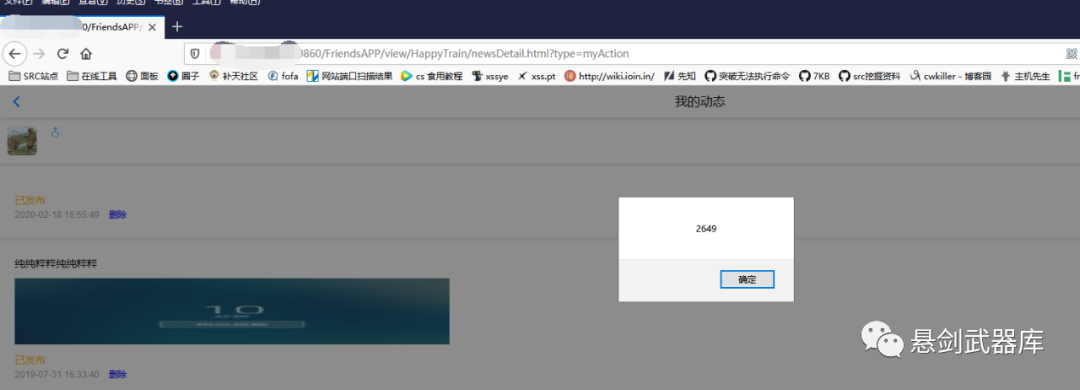 文件(F) 编辑(E) 查看(V) 历史(S) 书签(B) 工具(T) 帮助(H)
0/FriendsAPP/
9860/FriendsAPP/view/HappyTrain/newsDetail.html?type=myAction
SRC站点 在线工具 面板 圈子 补天社区 fofa 网站端口扫描结果 cs 食用教程 xssye xss.pt http://wiki.ioin.in/ 先知 突破无法执行命令 7KB src挖掘资料 cwkiller - 博客园 主机先生 fr
我的动态
已发布
2020-02-18 16:55:49 删除
2649
确定
纯纯粹粹纯纯粹粹
10
已发布
2019-07-31 16:33:40 删除
悬剑武器库